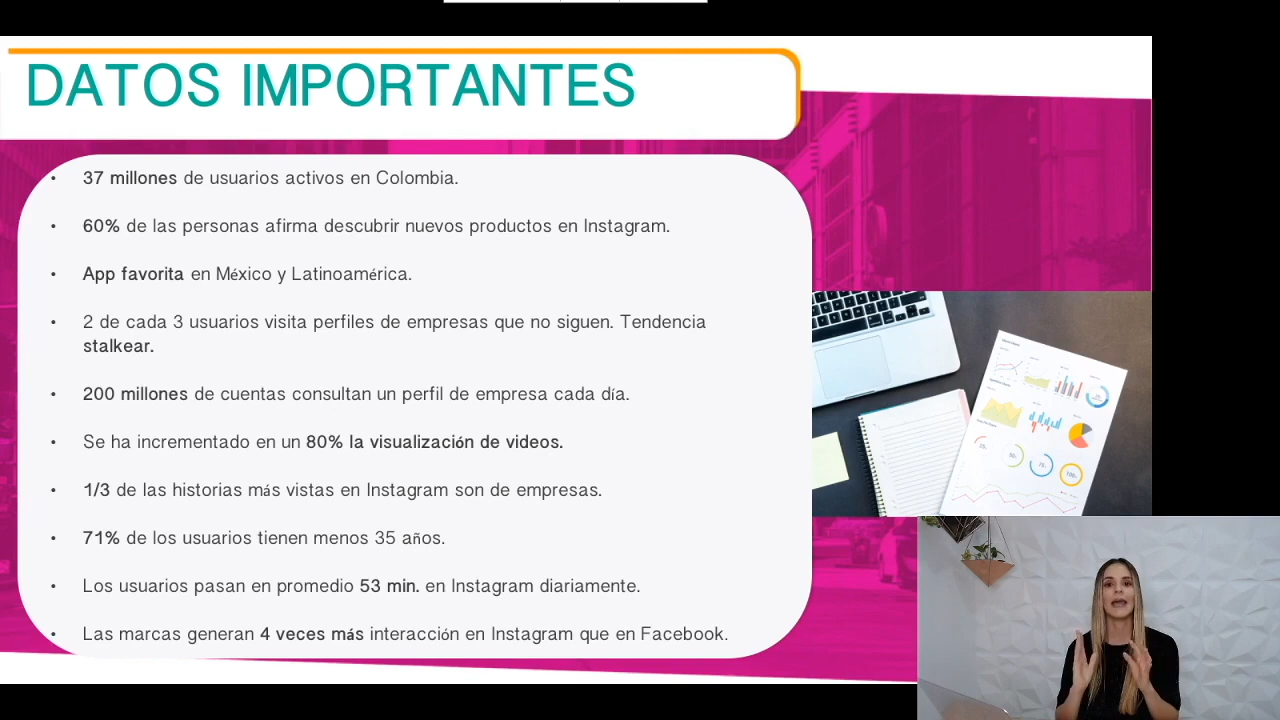 DATOS IMPORTANTES
• 37 millones de usuarios activos en Colombia.
• 60% de las personas afirma descubrir nuevos productos en Instagram.
• App favorita en México y Latinoamérica.
• 2 de cada 3 usuarios visita perfiles de empresas que no siguen. Tendencia
stalkear.
• 200 millones de cuentas consultan un perfil de empresa cada día.
• Se ha incrementado en un 80% la visualización de videos.
• 1/3 de las historias más vistas en Instagram son de empresas.
• 71% de los usuarios tienen menos 35 años.
• Los usuarios pasan en promedio 53 min. en Instagram diariamente.
• Las marcas generan 4 veces más interacción en Instagram que en Facebook.